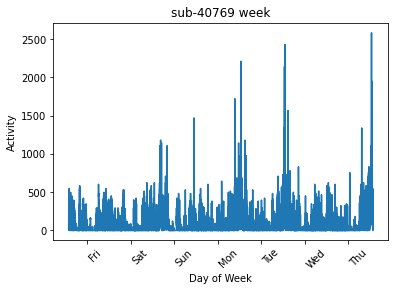 sub-40769 week
Activity
2500
2000
1500
1000
500
0
Fri
Sat
Sun
Mon
Tue
Wed
Thu
Day of Week